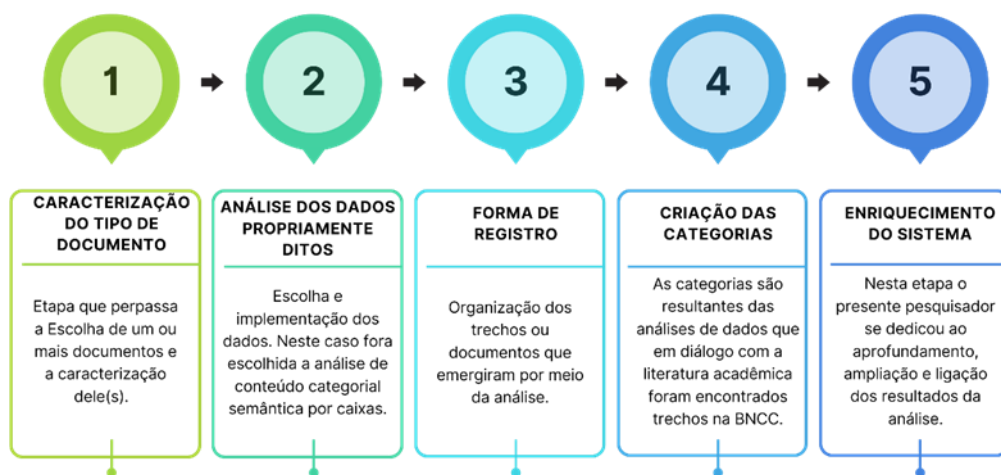 1
2
3
4
5
CARACTERIZAÇÃO
DO TIPO DE
DOCUMENTO
Etapa que perpassa
a Escolha de um ou
mais documentos e
a caracterização
dele(s).
ANÁLISE DOS DADOS
PROPRIAMENTE
DITOS
Escolha e
implementação dos
dados. Neste caso fora
escolhida a análise de
conteúdo categorial
semântica por caixas.
FORMA DE
REGISTRO
Organização dos
trechos ou
documentos que
emergiram por meio
da análise.
CRIAÇÃO DAS
CATEGORIAS
As categorias são
resultantes das
análises de dados que
em diálogo com a
literatura acadêmica
foram encontrados
trechos na BNCC.
ENRIQUECIMENTO
DO SISTEMA
Nesta etapa o
presente pesquisador
se dedicou ao
aprofundamento,
ampliação e ligação
dos resultados da
análise.